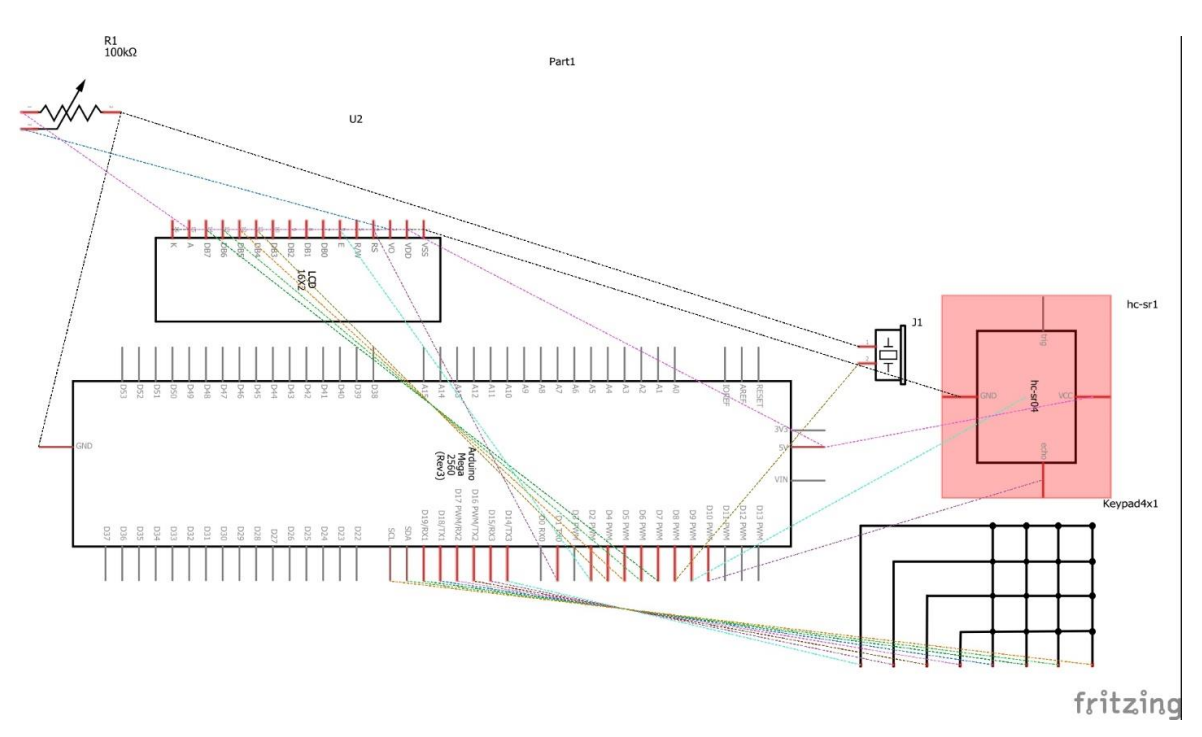 R1
100kΩ
Part1
U2
K
A
DB7
DB6
DB5
DB4
DB3
DB2
DB1
DB0
E
R/W
RS
VO
VDD
VSS
LCD
16X2
J1
hc-sr1
trig
GND
hc-sr04
VCC
echo
D53
D52
D51
D50
D49
D48
D47
D46
D45
D44
D43
D42
D41
D40
D39
D38
A15
A14
A13
A12
A11
A10
A9
A8
A7
A6
A5
A4
A3
A2
A1
A0
IOREF
AREF
RESET
GND
3V3
5V
VIN
Arduino
Mega
2560
(Rev3)
D37
D36
D35
D34
D33
D32
D31
D30
D29
D28
D27
D26
D25
D24
D23
D22
SCL
SDA
D19/RX1
D18/TX1
D17 PWM/RX2
D16 PWM/TX2
D15/RX3
D14/TX3
D0 RX0
D2 PWM
D4 PWM
D5 PWM
D6 PWM
D7 PWM
D8 PWM
D9 PWM
D10 PWM
D11 PWM
D12 PWM
D13 PWM
Keypad4x1
fritzing